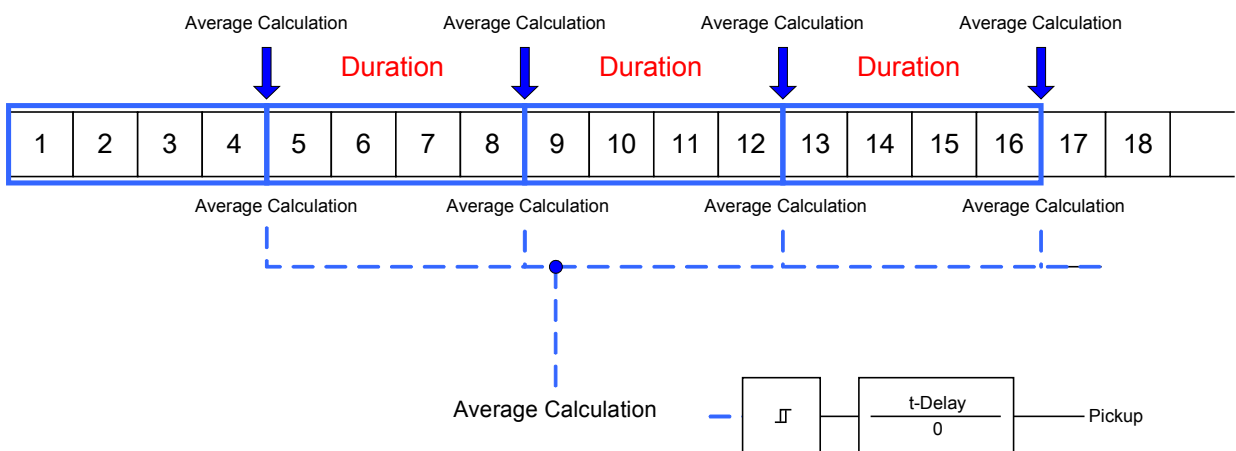 Average Calculation Average Calculation Average Calculation Average Calculation
Duration Duration Duration
1 2 3 4 5 6 7 8 9 10 11 12 13 14 15 16 17 18
Average Calculation Average Calculation Average Calculation Average Calculation
Average Calculation
t-Delay
0
Pickup